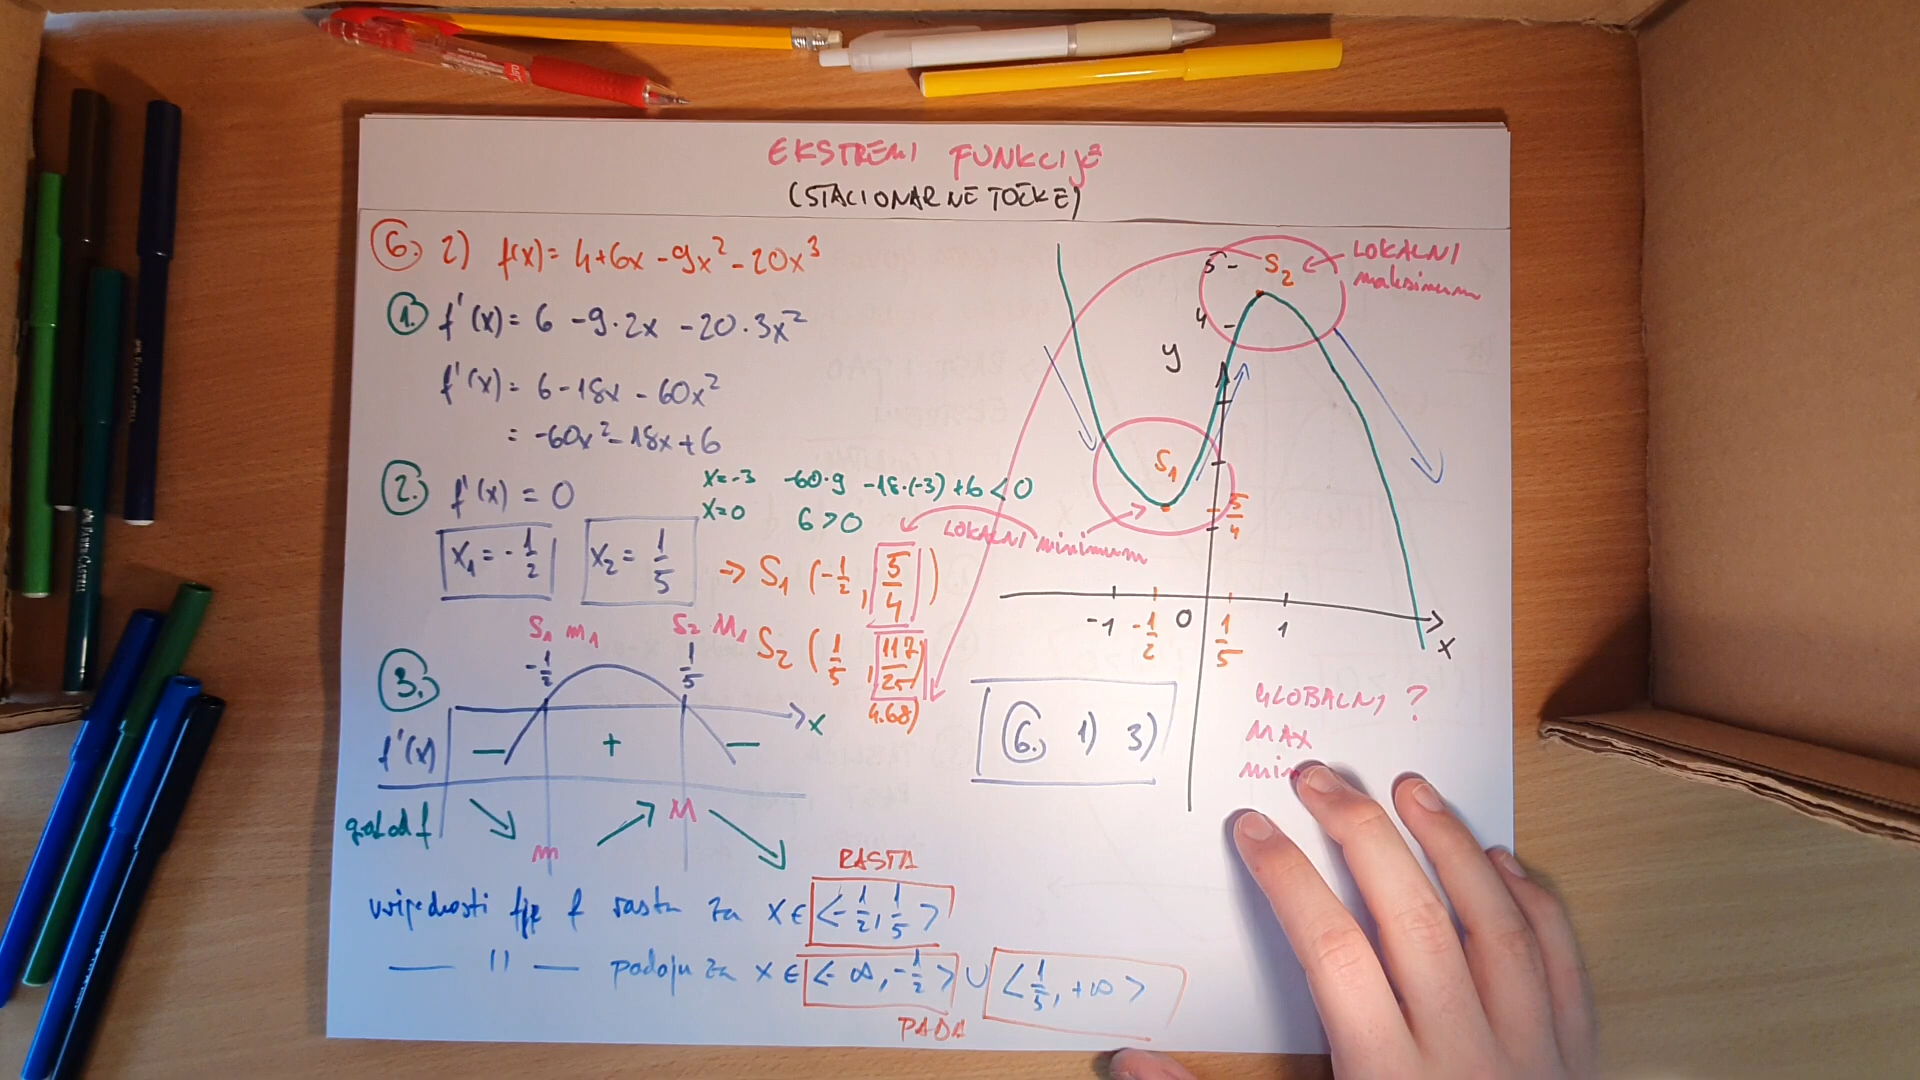 EKSTREMI FUNKCIJE
(STACIONARNE TOČKE)
6. 2) f(x) = 4+6x -9x² -20x³
1. f'(x) = 6 -9·2x -20·3x²
f'(x) = 6-18x - 60x²
= -60x² -18x+6
2. f'(x) = 0
x=-3 -60·9 -18·(-3)+6<0
x=0 6>0
x₁ = -1/2 x₂ = 1/5
→ S₁ (-1/2, 5/4)
S₂ (1/5, 117/25)
4.68)
LOKALNI minimum
3.
S₁ m₁ S₂ M₁
-1/2 1/5
x
f'(x) - + -
m M
RASTA
vrijednosti fje f rastu za x ∈ <-1/2, 1/5>
— 11 — padaju za x ∈ <-∞, -1/2> ∪ <1/5, +∞>
PADA
LOKALNI
maksimum
5 S₂
4
y
S₁
5/4
-1 -1/2 0 1/5 1
x
6. 1) 3)
GLOBALNI ?
MAX
min